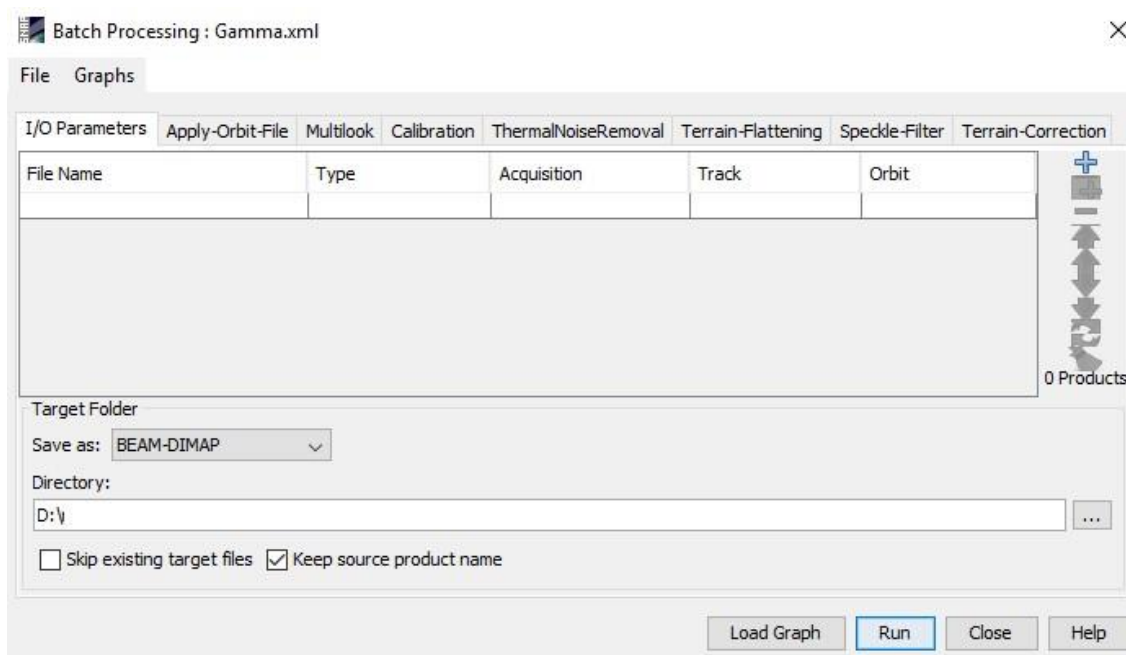 Batch Processing : Gamma.xml
File Graphs
I/O Parameters Apply-Orbit-File Multilook Calibration ThermalNoiseRemoval Terrain-Flattening Speckle-Filter Terrain-Correction
File Name Type Acquisition Track Orbit
0 Products
Target Folder
Save as: BEAM-DIMAP
Directory:
D:\
Skip existing target files Keep source product name
...
Load Graph Run Close Help